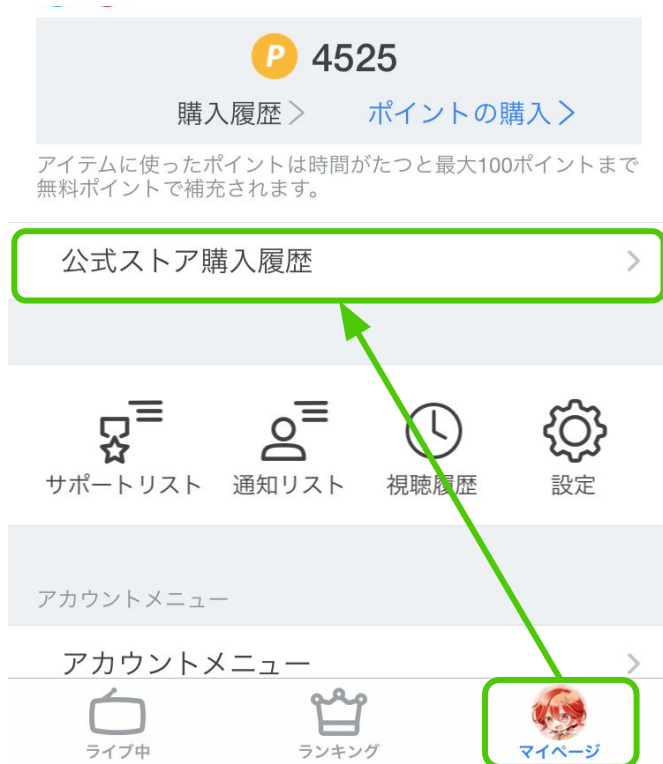 P 4525
購入履歴 ポイントの購入
アイテムに使ったポイントは時間がたつと最大100ポイントまで
無料ポイントで補充されます。
公式ストア購入履歴
サポートリスト 通知リスト 視聴履歴 設定
アカウントメニュー
アカウントメニュー
ライブ中 ランキング マイページ